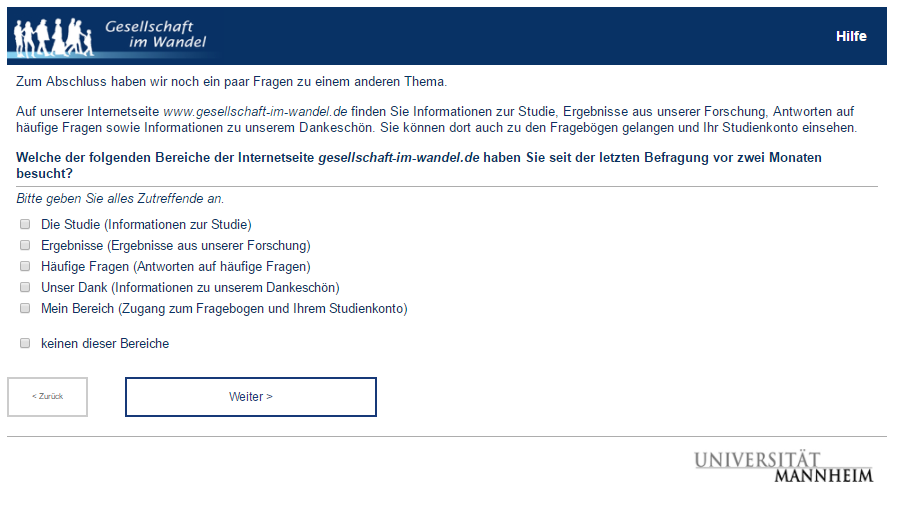 Gesellschaft
im Wandel
Hilfe
Zum Abschluss haben wir noch ein paar Fragen zu einem anderen Thema.
Auf unserer Internetseite www.gesellschaft-im-wandel.de finden Sie Informationen zur Studie, Ergebnisse aus unserer Forschung, Antworten auf
häufige Fragen sowie Informationen zu unserem Dankeschön. Sie können dort auch zu den Fragebögen gelangen und Ihr Studienkonto einsehen.
Welche der folgenden Bereiche der Internetseite gesellschaft-im-wandel.de haben Sie seit der letzten Befragung vor zwei Monaten
besucht?
Bitte geben Sie alles Zutreffende an.
Die Studie (Informationen zur Studie)
Ergebnisse (Ergebnisse aus unserer Forschung)
Häufige Fragen (Antworten auf häufige Fragen)
Unser Dank (Informationen zu unserem Dankeschön)
Mein Bereich (Zugang zum Fragebogen und Ihrem Studienkonto)
keinen dieser Bereiche
< Zurück
Weiter >
UNIVERSITÄT
MANNHEIM